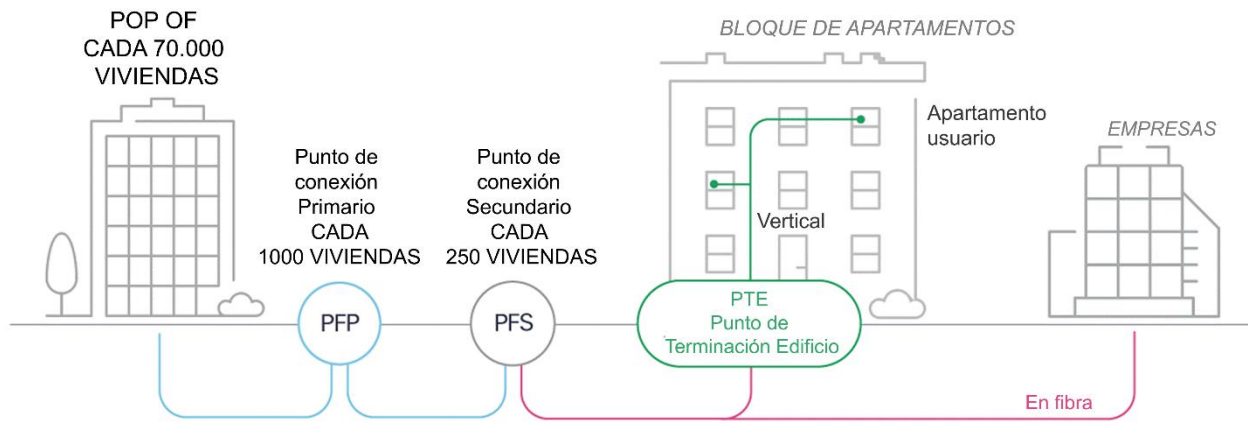 POP OF
CADA 70.000
VIVIENDAS
Punto de
conexión
Primario
CADA
1000 VIVIENDAS
Punto de
conexión
Secundario
CADA
250 VIVIENDAS
BLOQUE DE APARTAMENTOS
Apartamento
usuario
EMPRESAS
Vertical
PFP
PFS
PTE
Punto de
Terminación Edificio
En fibra